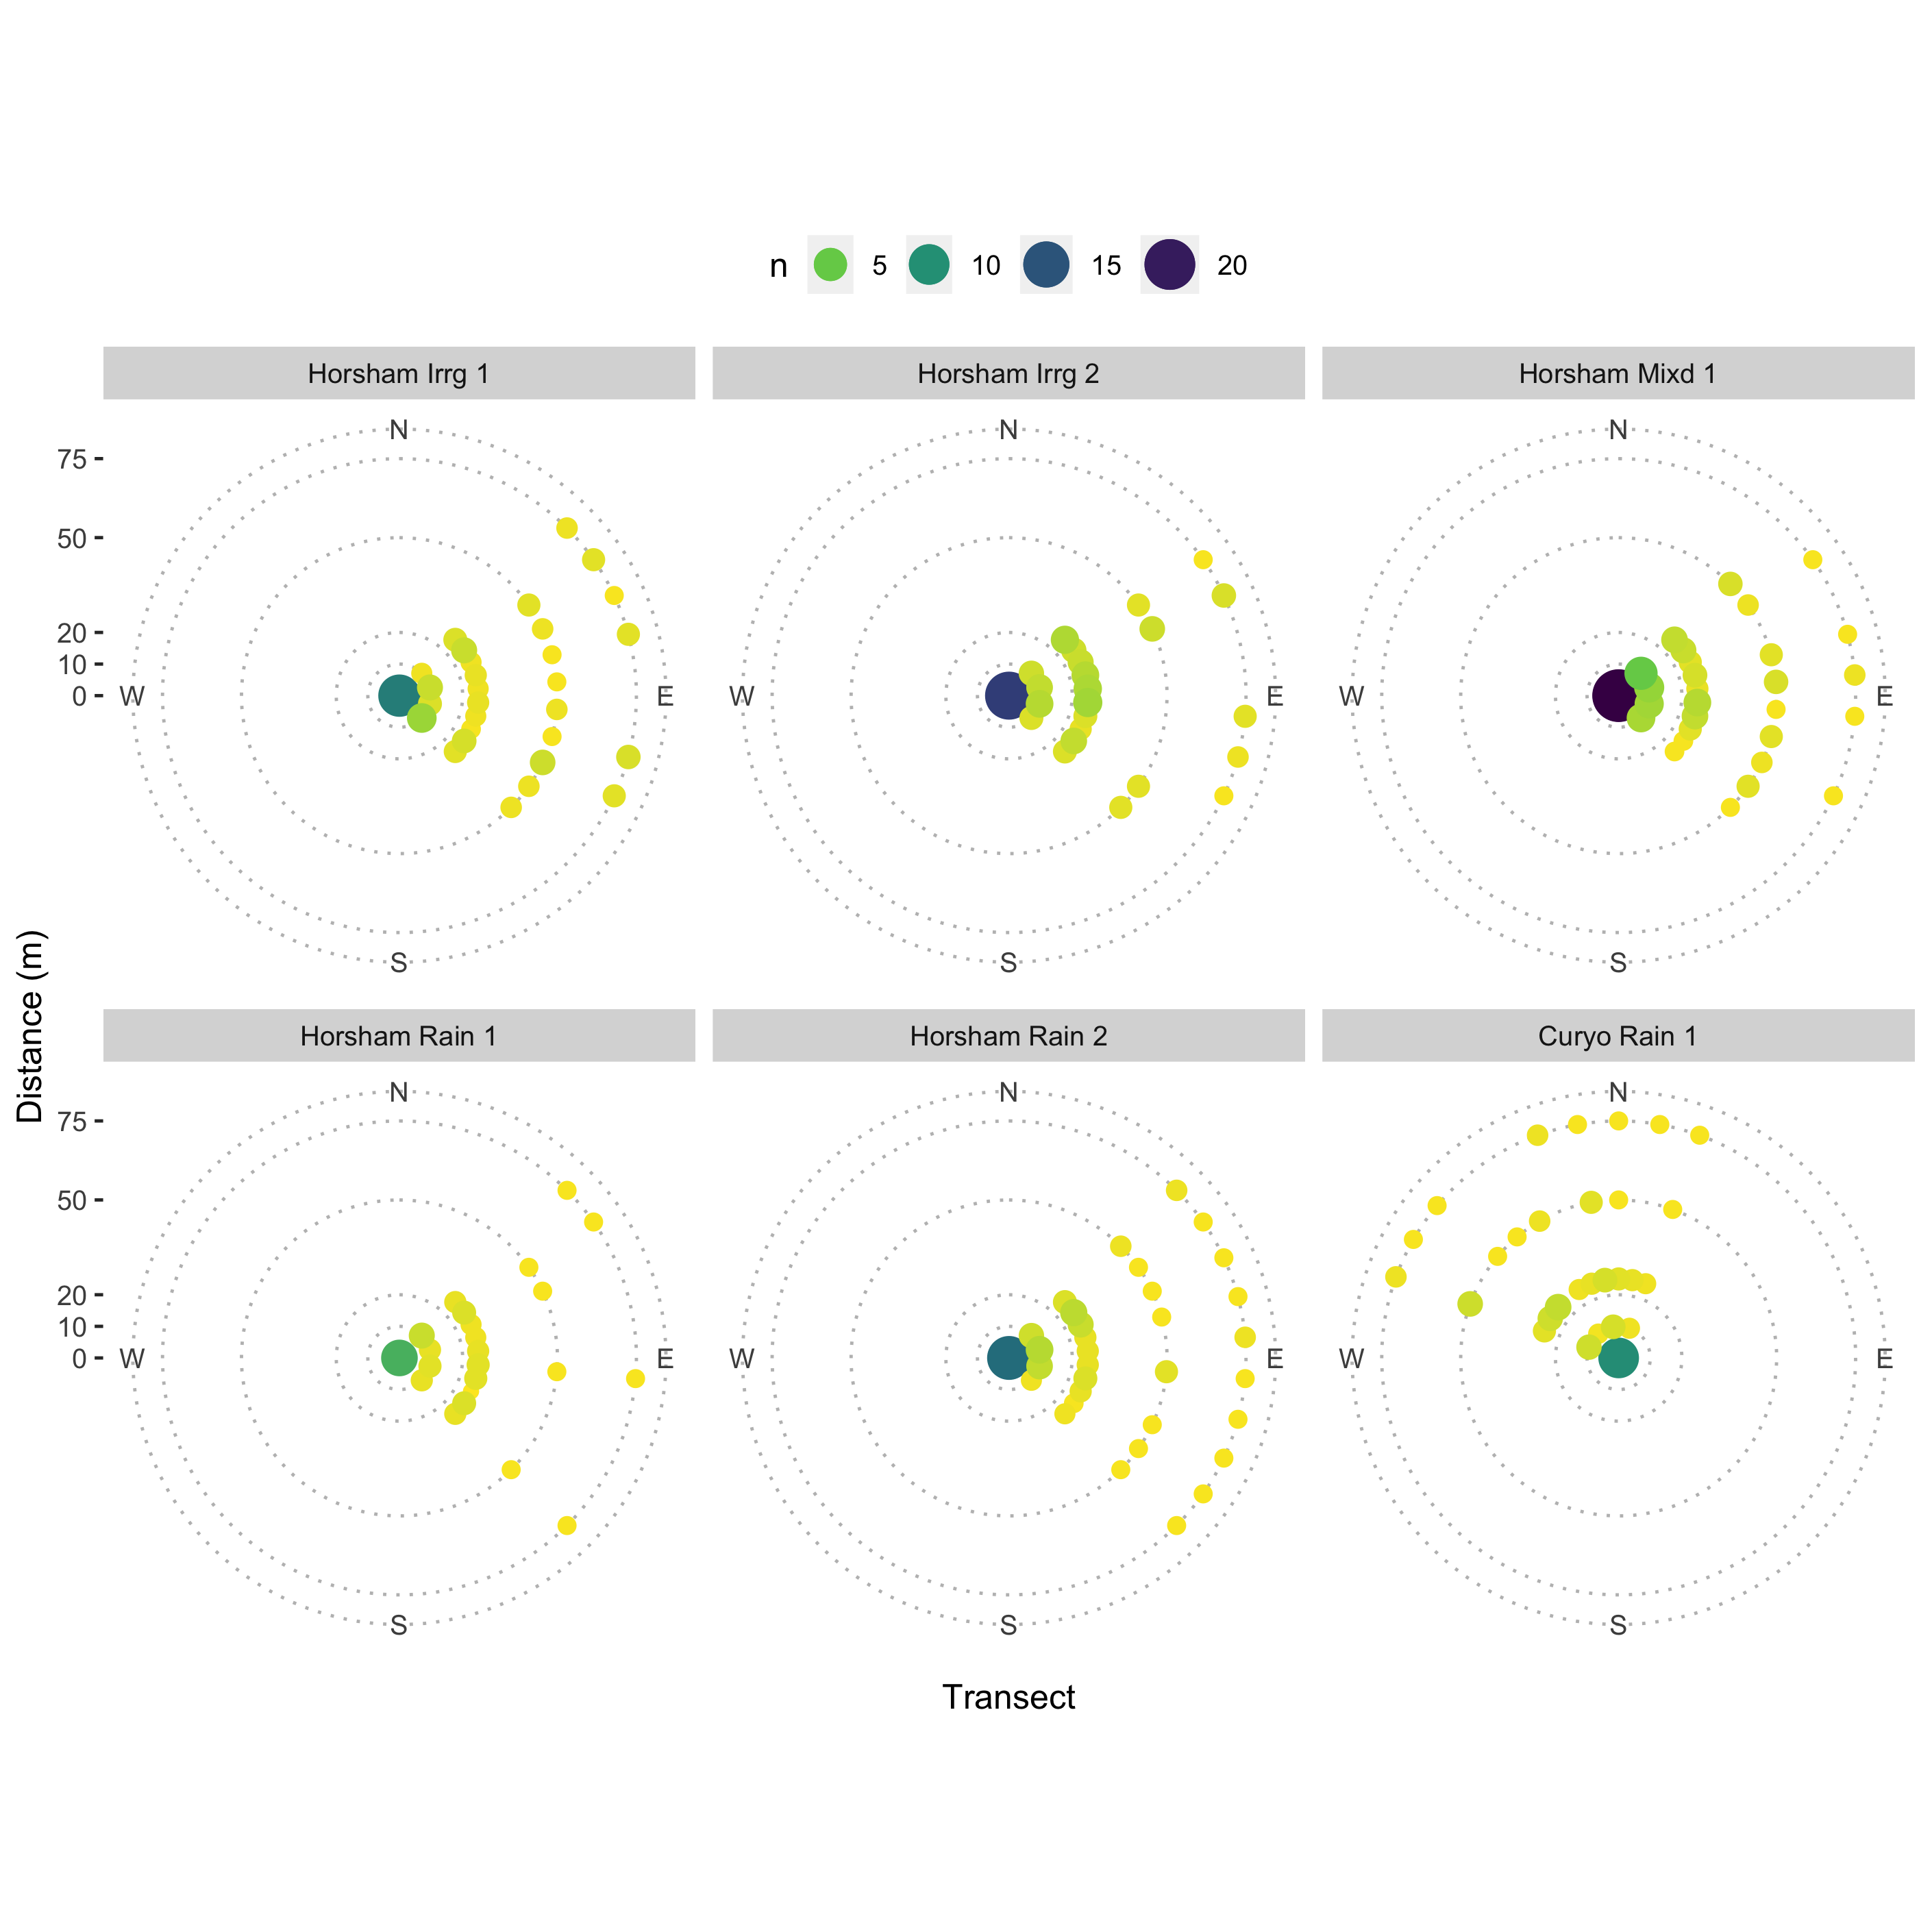 n 5 10 15 20
Horsham Irrg 1 Horsham Irrg 2 Horsham Mixd 1
N N N
75
50
20
10
0
W E W E W E
S S S
Distance (m)
Horsham Rain 1 Horsham Rain 2 Curyo Rain 1
N N N
75
50
20
10
0
W E W E W E
S S S
Transect